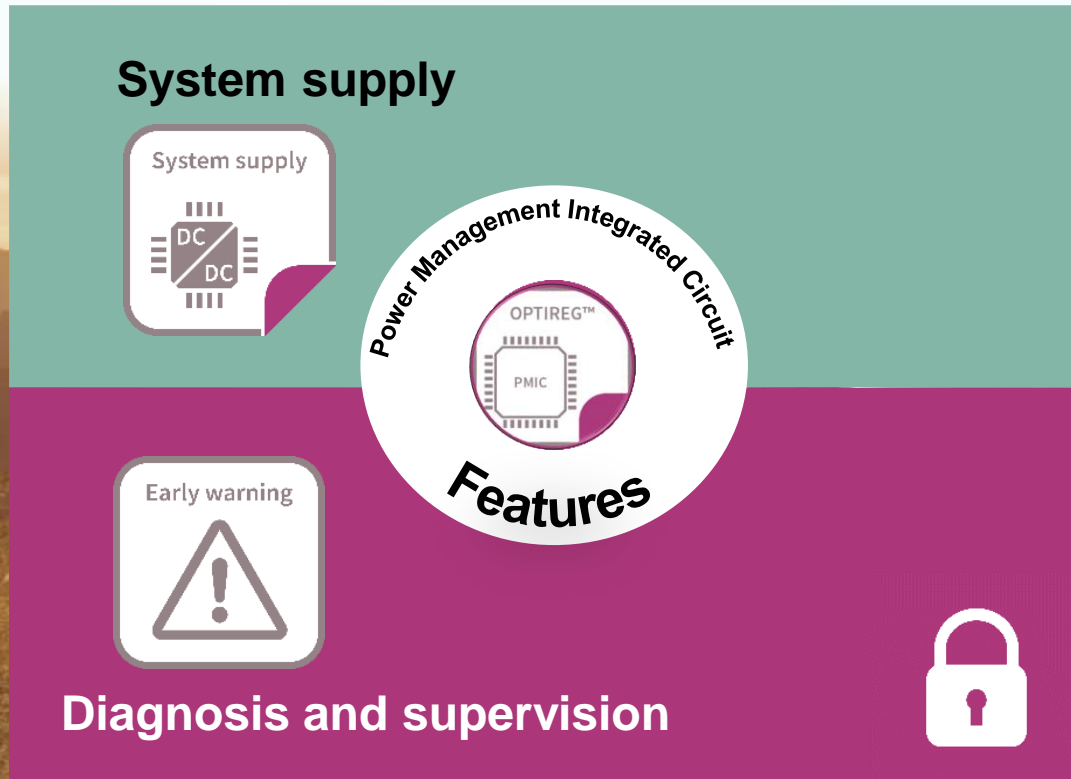 System supply
System supply
DC
DC
Power Management Integrated Circuit
OPTIREG™
PMIC
Features
Early warning
Diagnosis and supervision